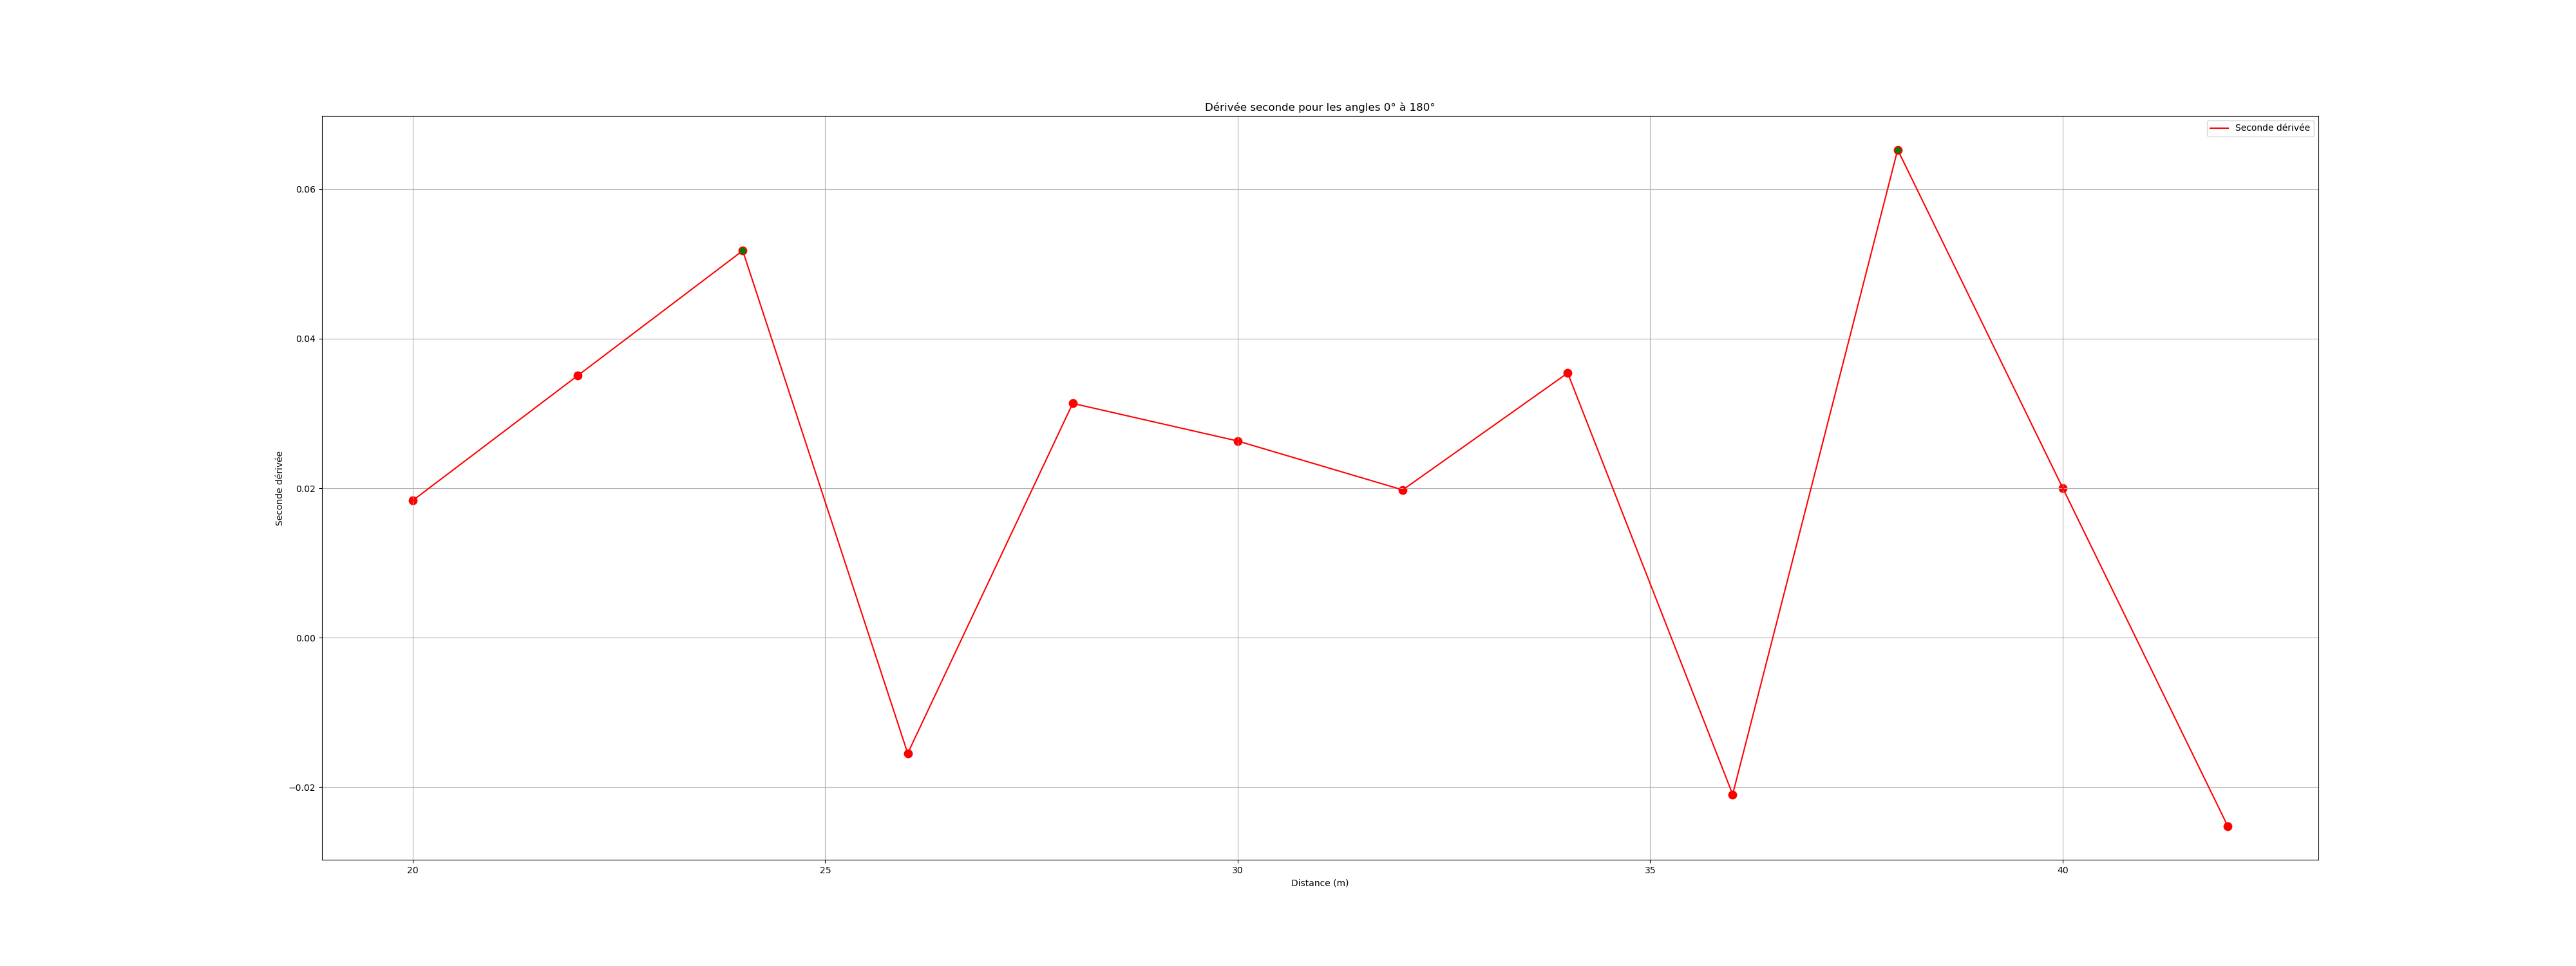 Dérivée seconde pour les angles 0° à 180°
Seconde dérivée
0.06
0.04
0.02
0.00
−0.02
Seconde dérivée
20
25
30
35
40
Distance (m)